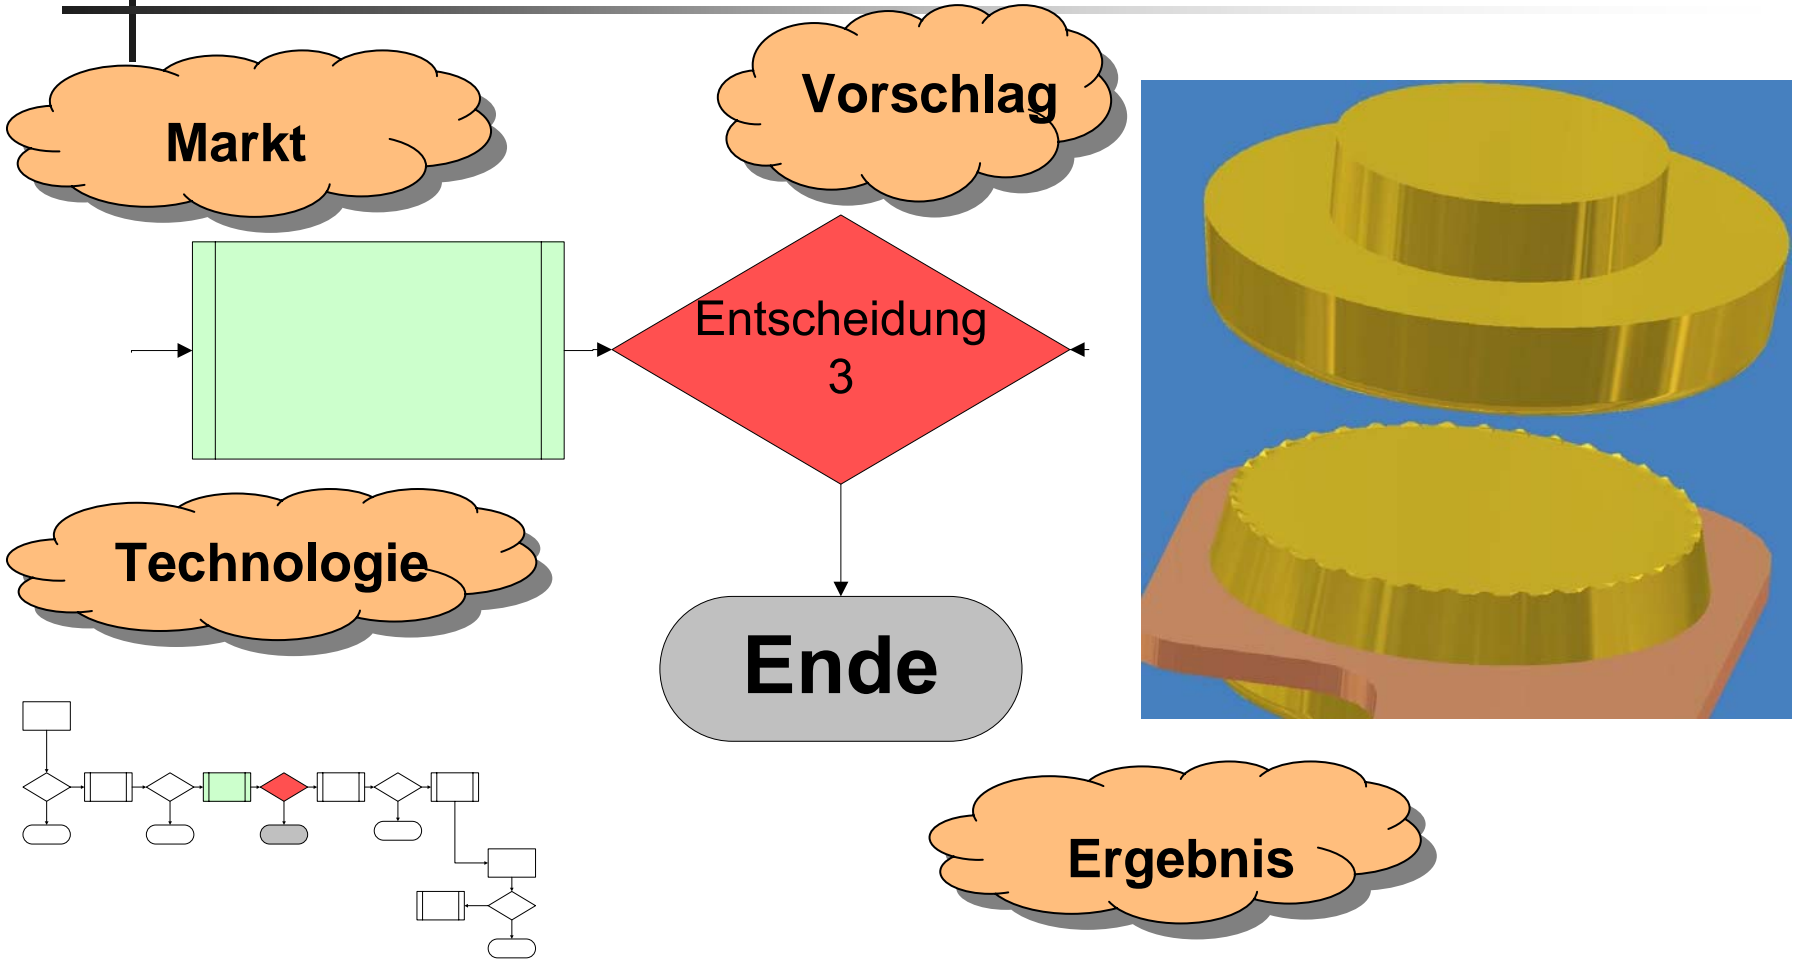 Markt
Vorschlag
Entscheidung
3
Technologie
Ende
Ergebnis